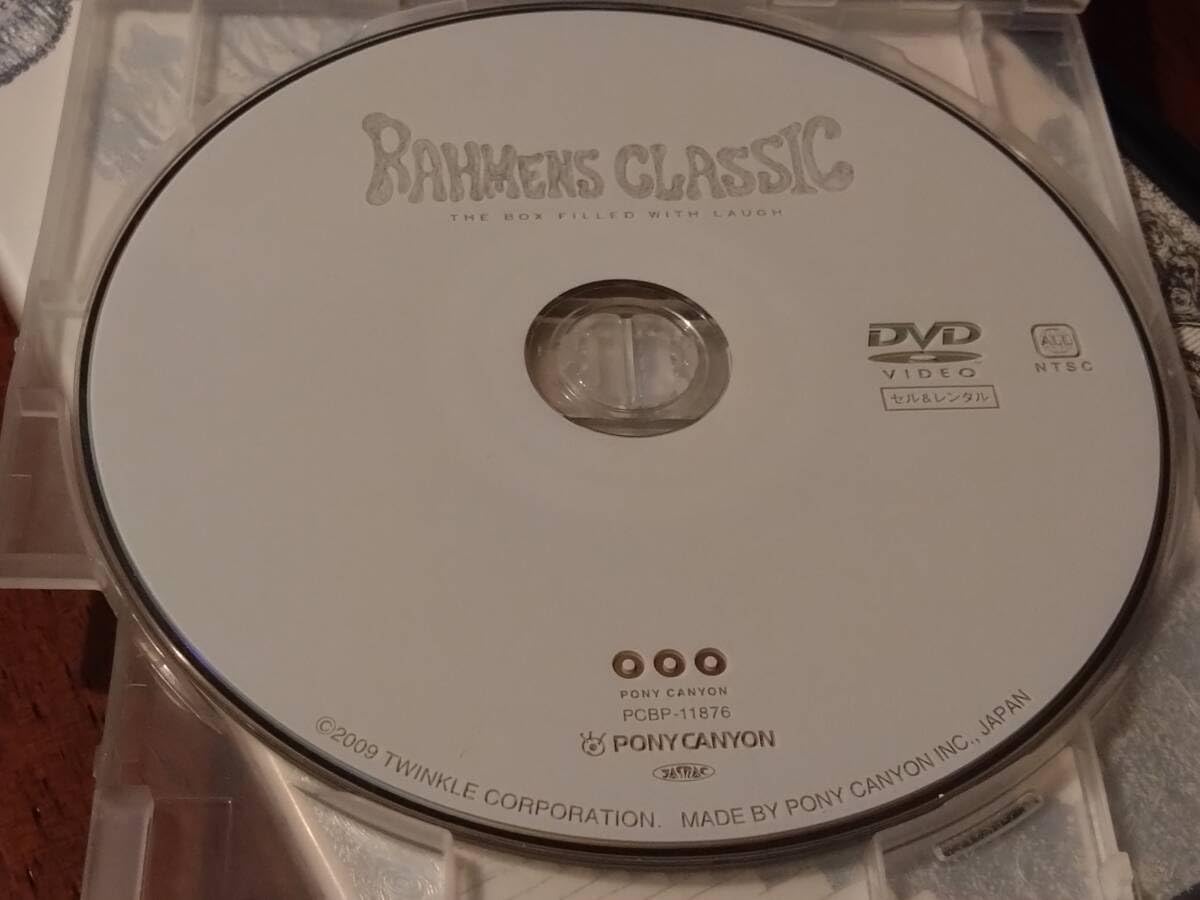 RAHMENS CLASSIC
THE BOX FILLED WITH LAUGH
DVD
VIDEO
セル&レンタル
ALL
NTSC
PONY CANYON
PCBP-11876
PONY CANYON
©2009 TWINKLE CORPORATION. MADE BY PONY CANYON INC., JAPAN